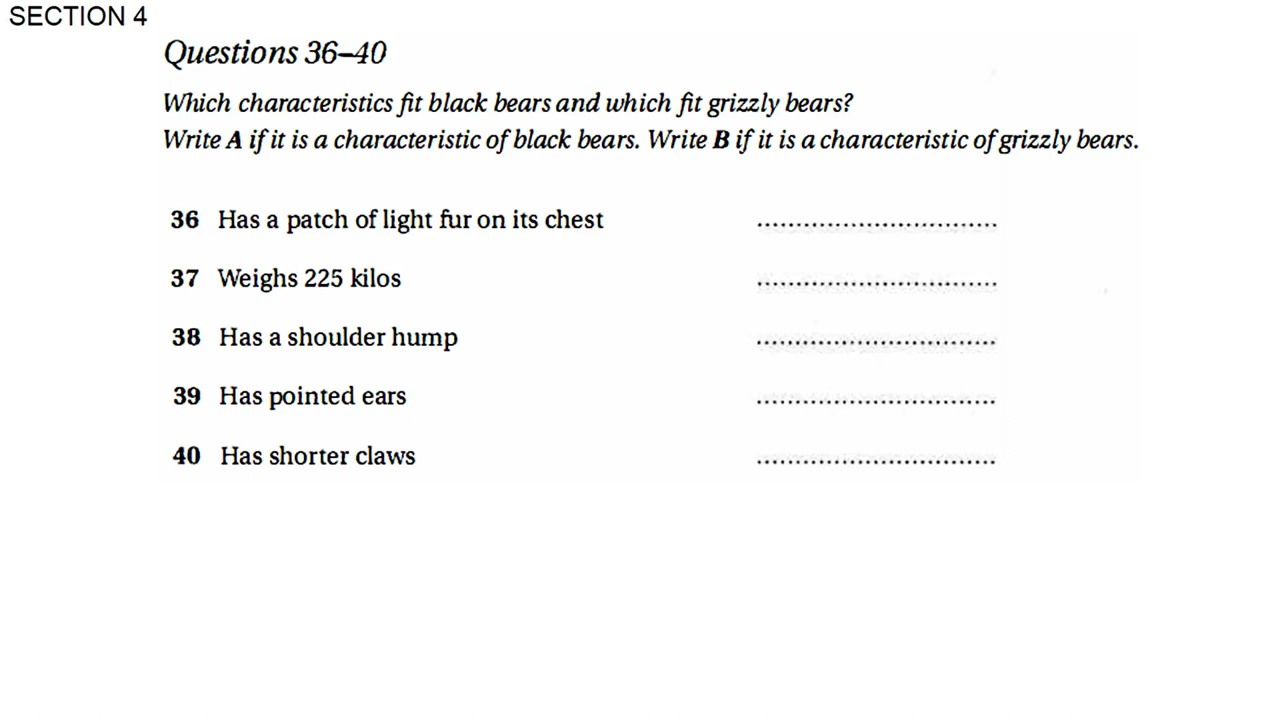 SECTION 4
Questions 36–40
Which characteristics fit black bears and which fit grizzly bears?
Write A if it is a characteristic of black bears. Write B if it is a characteristic of grizzly bears.
36 Has a patch of light fur on its chest ................................
37 Weighs 225 kilos ................................
38 Has a shoulder hump ................................
39 Has pointed ears ................................
40 Has shorter claws ................................